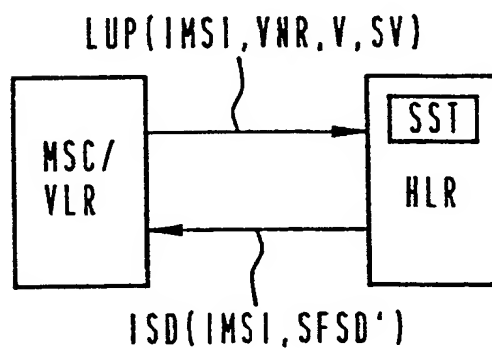 LUP(IMSI,VNR,V,SV)
MSC/
VLR
SST
HLR
ISD(IMSI,SFSD')